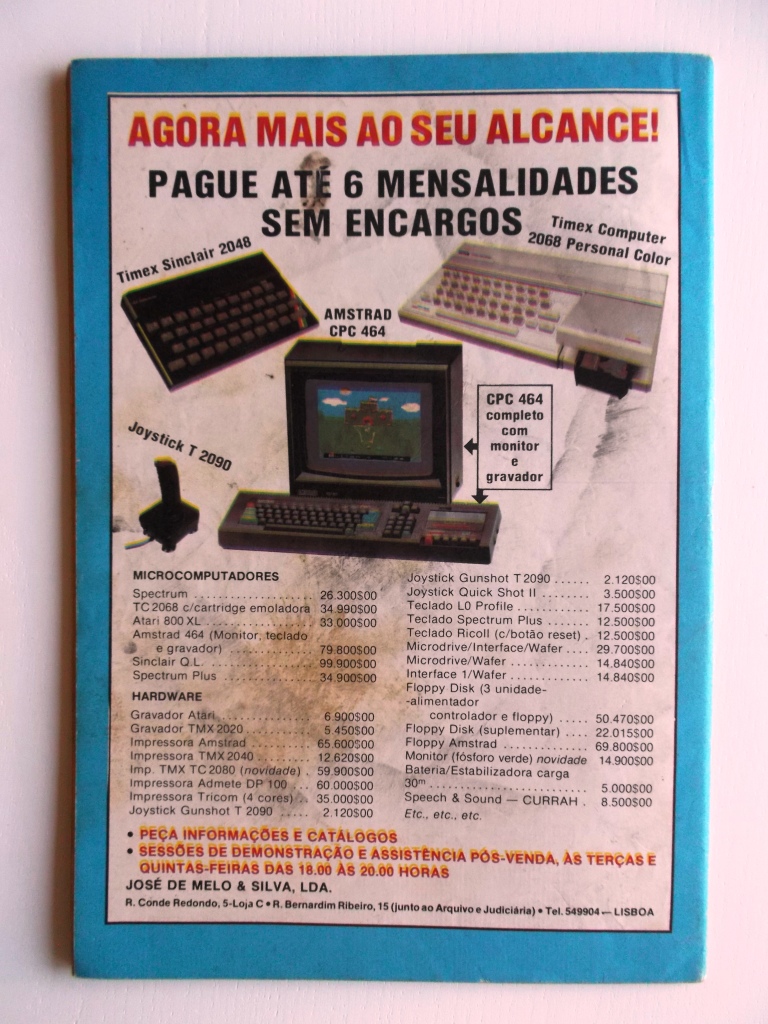 AGORA MAIS AO SEU ALCANCE!
PAGUE ATÉ 6 MENSALIDADES
SEM ENCARGOS
Timex Sinclair 2048
Timex Computer
2068 Personal Color
AMSTRAD
CPC 464
CPC 464
completo
com
monitor
e
gravador
Joystick T 2090
MICROCOMPUTADORES
Spectrum .................... 26.300$00
TC 2068 c/cartridge emoladora 34.990$00
Atari 800 XL ................ 33.000$00
Amstrad 464 (Monitor, teclado
e gravador) ............. 79.800$00
Sinclair Q.L. ............... 99.900$00
Spectrum Plus .............. 34.900$00
HARDWARE
Gravador Atari .............. 6.900$00
Gravador TMX 2020 ........ 5.450$00
Impressora Amstrad ........ 65.600$00
Impressora TMX 2040 ...... 12.620$00
Imp. TMX TC 2080 (novidade) . 59.900$00
Impressora Admete DP 100 ... 60.000$00
Impressora Tricom (4 cores) .. 35.000$00
Joystick Gunshot T 2090 ..... 2.120$00
Joystick Gunshot T 2090 ...... 2.120$00
Joystick Quick Shot II ........ 3.500$00
Teclado L0 Profile ............ 17.500$00
Teclado Spectrum Plus ....... 12.500$00
Teclado Ricoll (c/botão reset) . 12.500$00
Microdrive/Interface/Wafer .... 29.700$00
Microdrive/Wafer ............. 14.840$00
Interface 1/Wafer ............ 14.840$00
Floppy Disk (3 unidade-
-alimentador
controlador e floppy) ..... 50.470$00
Floppy Disk (suplementar) .... 22.015$00
Floppy Amstrad .............. 69.800$00
Monitor (fósforo verde) novidade 14.900$00
Bateria/Estabilizadora carga
30m ........................ 5.000$00
Speech & Sound — CURRAH . 8.500$00
Etc., etc., etc.
• PEÇA INFORMAÇÕES E CATÁLOGOS
• SESSÕES DE DEMONSTRAÇÃO E ASSISTÊNCIA PÓS-VENDA, ÀS TERÇAS E
QUINTAS-FEIRAS DAS 18.00 ÀS 20.00 HORAS
JOSÉ DE MELO & SILVA, LDA.
R. Conde Redondo, 5-Loja C • R. Bernardim Ribeiro, 15 (junto ao Arquivo e Judiciária) • Tel. 549904 — LISBOA